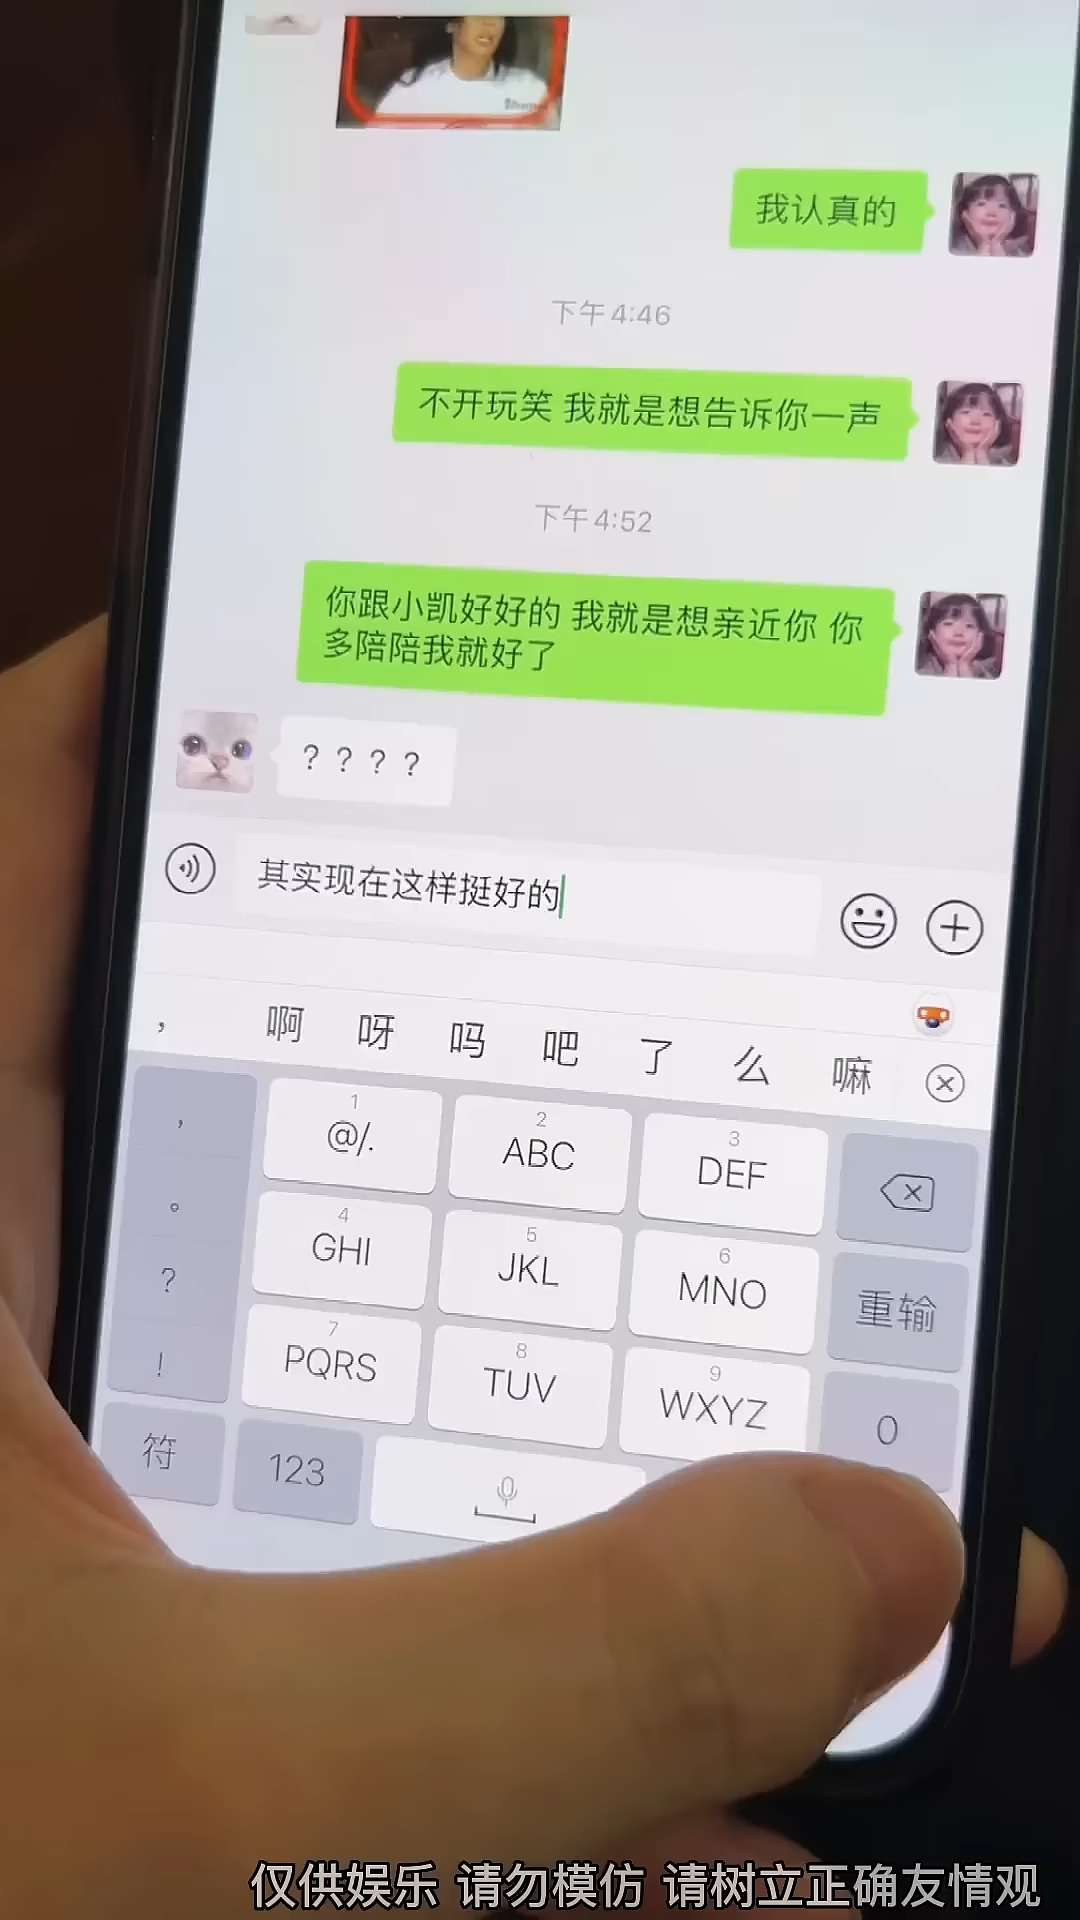 我认真的
下午4:46
不开玩笑 我就是想告诉你一声
下午4:52
你跟小凯好好的 我就是想亲近你 你
多陪陪我就好了
？？？？
其实现在这样挺好的
， 啊 呀 吗 吧 了 么 嘛
， 1 @/. 2 ABC 3 DEF
。 4 GHI 5 JKL 6 MNO 重输
？
！ 7 PQRS 8 TUV 9 WXYZ 0
符 123
仅供娱乐 请勿模仿 请树立正确友情观